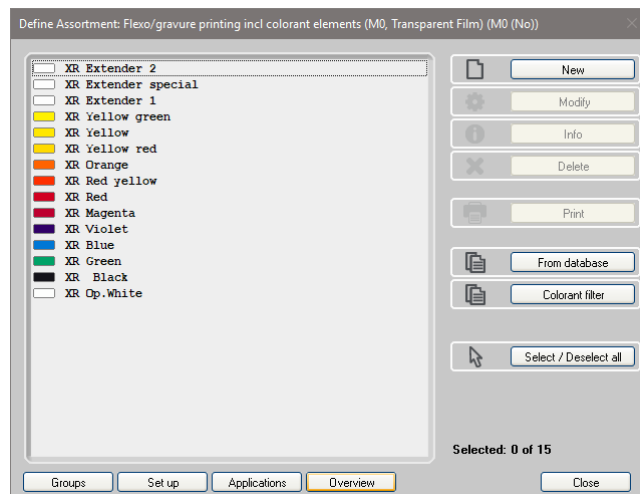 Define Assortment: Flexo/gravure printing incl colorant elements (M0, Transparent Film) (M0 (No))
XR Extender 2
XR Extender special
XR Extender 1
XR Yellow green
XR Yellow
XR Yellow red
XR Orange
XR Red yellow
XR Red
XR Magenta
XR Violet
XR Blue
XR Green
XR  Black
XR Op.White
New
Modify
Info
Delete
Print
From database
Colorant filter
Select / Deselect all
Selected: 0 of 15
Groups
Set up
Applications
Overview
Close